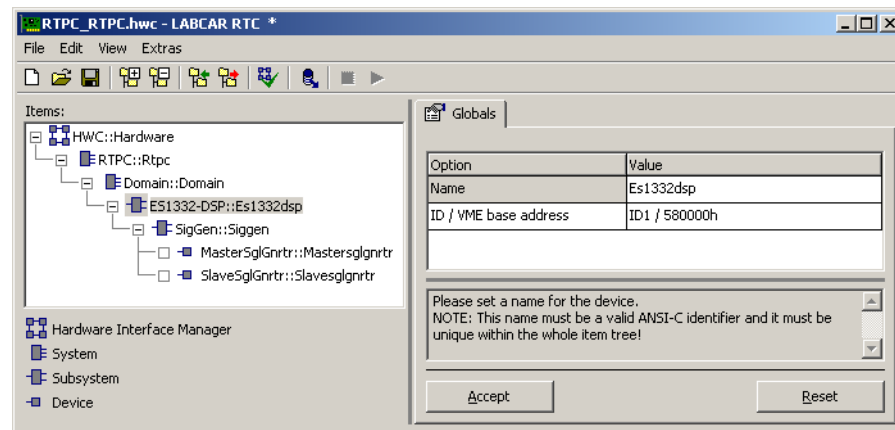 RTPC_RTPC.hwc - LABCAR RTC *
File Edit View Extras
Items:
HWC::Hardware
RTPC::Rtpc
Domain::Domain
ES1332-DSP::Es1332dsp
SigGen::Siggen
MasterSglGnrtr::Mastersglgnrtr
SlaveSglGnrtr::Slavesglgnrtr
Hardware Interface Manager
System
Subsystem
Device
Globals
Option Value
Name Es1332dsp
ID / VME base address ID1 / 580000h
Please set a name for the device.
NOTE: This name must be a valid ANSI-C identifier and it must be
unique within the whole item tree!
Accept Reset